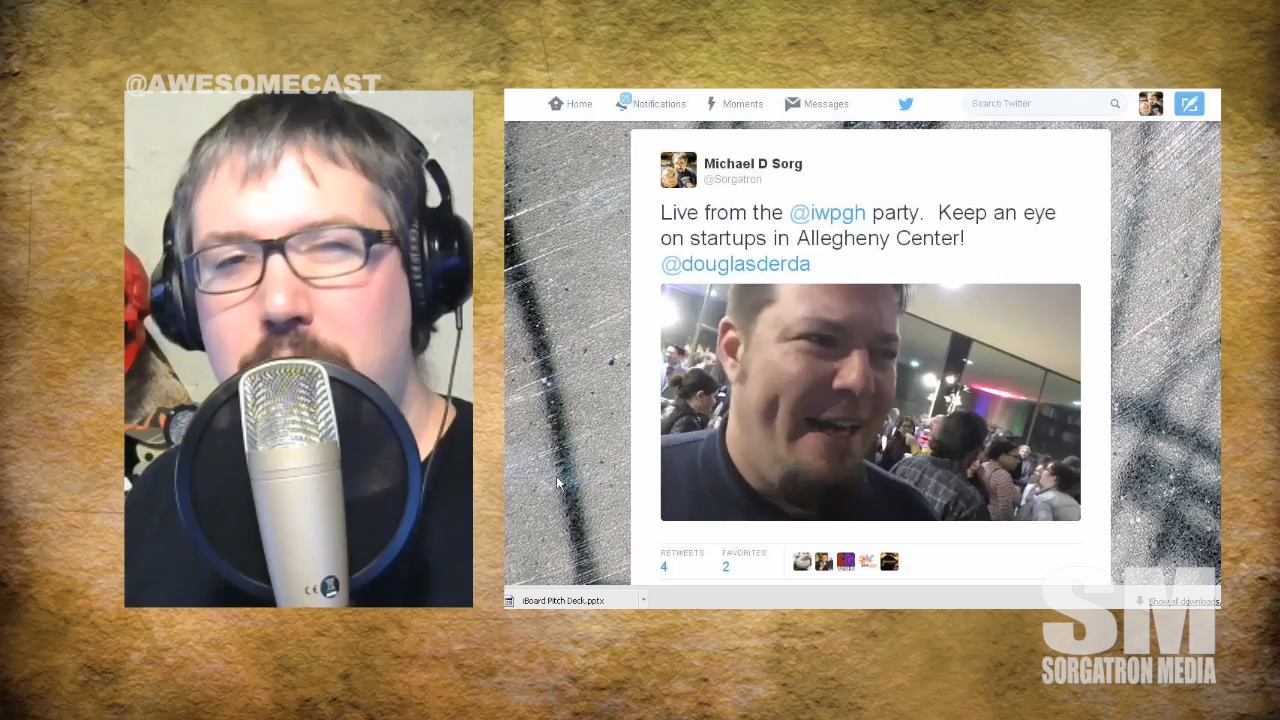 @AWESOMECAST
Home
21
Notifications
Moments
Messages
Search Twitter
Michael D Sorg
@Sorgatron
Live from the @iwpgh party. Keep an eye
on startups in Allegheny Center!
@douglasderda
RETWEETS
4
FAVORITES
2
iBoard Pitch Deck.pptx
Show all downloads.
CE
SM
SORGATRON MEDIA